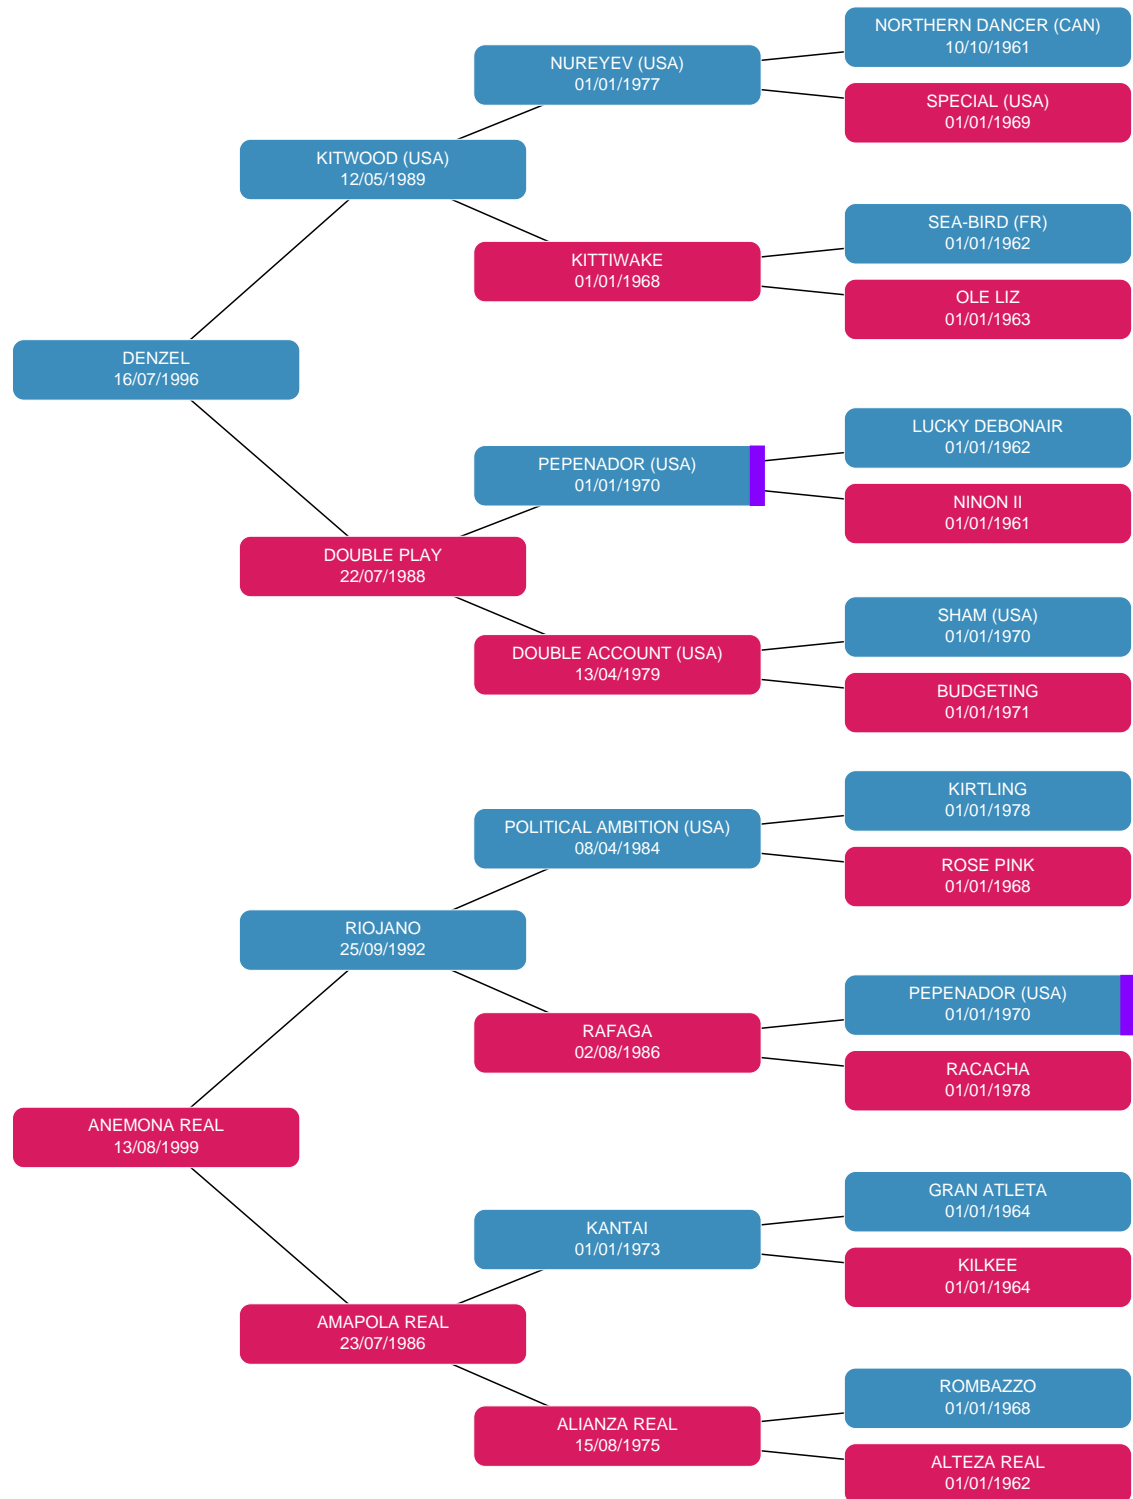 NORTHERN DANCER (CAN)
10/10/1961
NUREYEV (USA)
01/01/1977
SPECIAL (USA)
01/01/1969
KITWOOD (USA)
12/05/1989
SEA-BIRD (FR)
01/01/1962
KITTIWAKE
01/01/1968
OLE LIZ
01/01/1963
DENZEL
16/07/1996
LUCKY DEBONAIR
01/01/1962
PEPENADOR (USA)
01/01/1970
NINON II
01/01/1961
DOUBLE PLAY
22/07/1988
SHAM (USA)
01/01/1970
DOUBLE ACCOUNT (USA)
13/04/1979
BUDGETING
01/01/1971
KIRTLING
01/01/1978
POLITICAL AMBITION (USA)
08/04/1984
ROSE PINK
01/01/1968
RIOJANO
25/09/1992
PEPENADOR (USA)
01/01/1970
RAFAGA
02/08/1986
RACACHA
01/01/1978
ANEMONA REAL
13/08/1999
GRAN ATLETA
01/01/1964
KANTAI
01/01/1973
KILKEE
01/01/1964
AMAPOLA REAL
23/07/1986
ROMBAZZO
01/01/1968
ALIANZA REAL
15/08/1975
ALTEZA REAL
01/01/1962